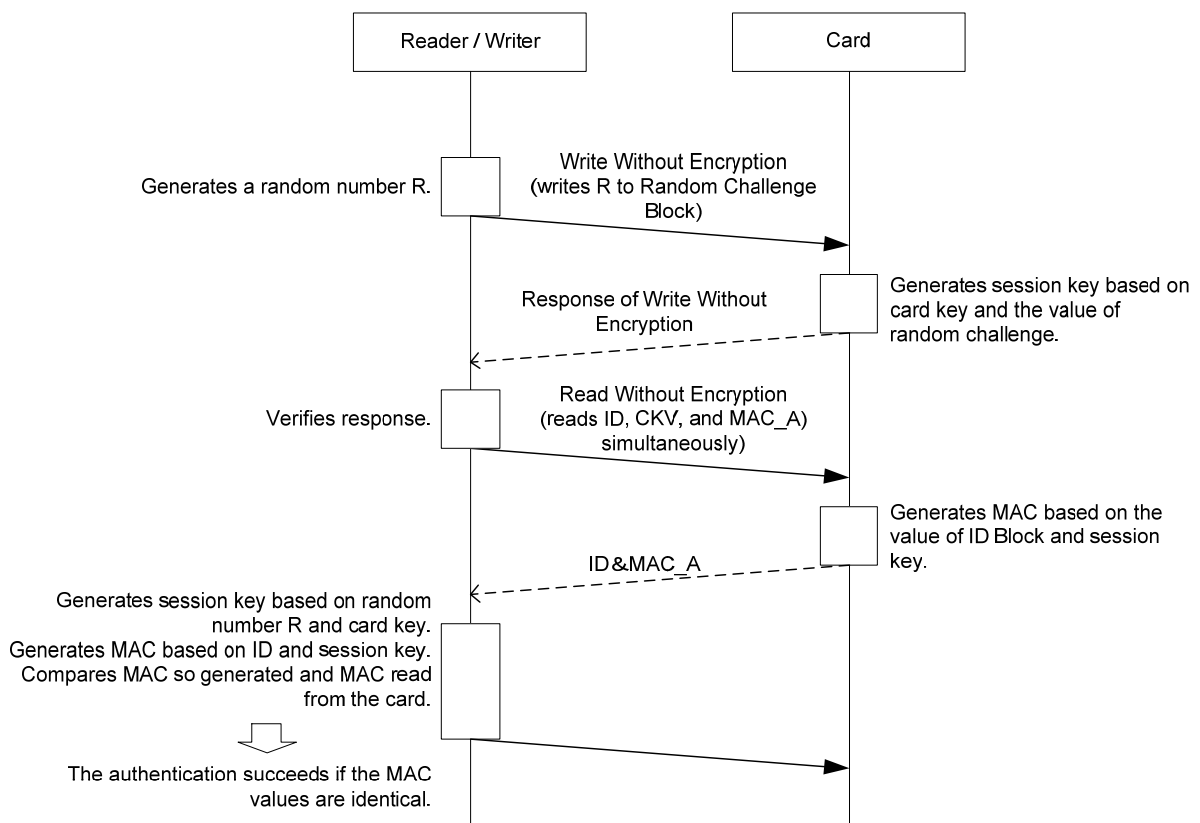 Reader / Writer
Card
Generates a random number R.
Write Without Encryption
(writes R to Random Challenge
Block)
Generates session key based on
card key and the value of
random challenge.
Response of Write Without
Encryption
Verifies response.
Read Without Encryption
(reads ID, CKV, and MAC_A)
simultaneously)
Generates MAC based on the
value of ID Block and session
key.
ID&MAC_A
Generates session key based on random
number R and card key.
Generates MAC based on ID and session key.
Compares MAC so generated and MAC read
from the card.
The authentication succeeds if the MAC
values are identical.